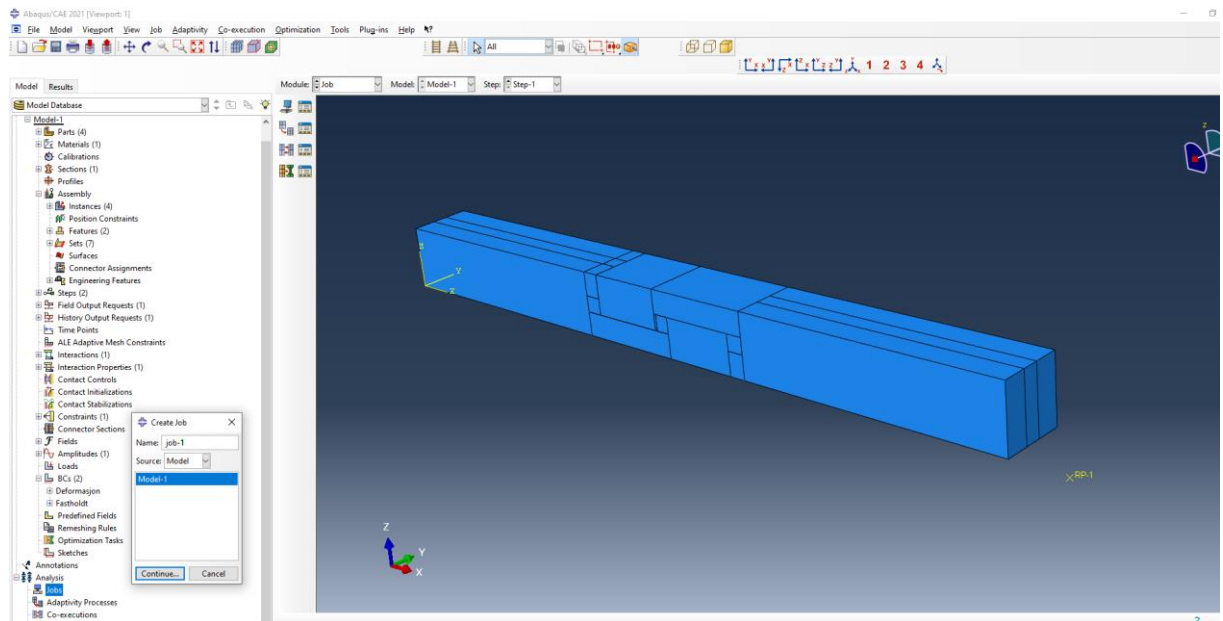 Abaqus/CAE 2021 [Viewport: 1]
File Model Viewport View Job Adaptivity Co-execution Optimization Tools Plug-ins Help
All
1 2 3 4
Model Results
Module: Job Model: Model-1 Step: Step-1
Model Database
Model-1
Parts (4)
Materials (1)
Calibrations
Sections (1)
Profiles
Assembly
Instances (4)
Position Constraints
Features (2)
Sets (7)
Surfaces
Connector Assignments
Engineering Features
Steps (2)
Field Output Requests (1)
History Output Requests (1)
Time Points
ALE Adaptive Mesh Constraints
Interactions (1)
Interaction Properties (1)
Contact Controls
Contact Initializations
Contact Stabilizations
Constraints (1)
Connector Sections
Fields
Amplitudes (1)
Loads
BCs (2)
Deformasjon
Fastholdt
Predefined Fields
Remeshing Rules
Optimization Tasks
Sketches
Annotations
Analysis
Jobs
Adaptivity Processes
Co-executions
Create Job
Name: job-1
Source: Model
Model-1
Continue... Cancel
Z
Y
X
RP-1
Z
Y
X
z